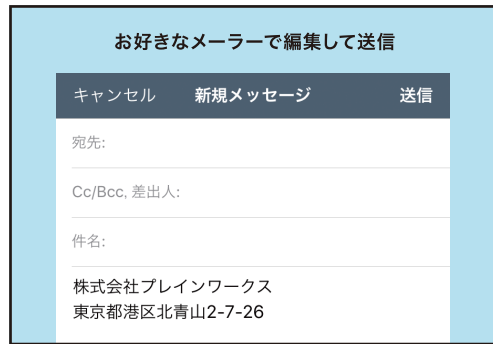 お好きなメーラーで編集して送信
キャンセル 新規メッセージ 送信
宛先:
Cc/Bcc, 差出人:
件名:
株式会社プレインワークス
東京都港区北青山2-7-26